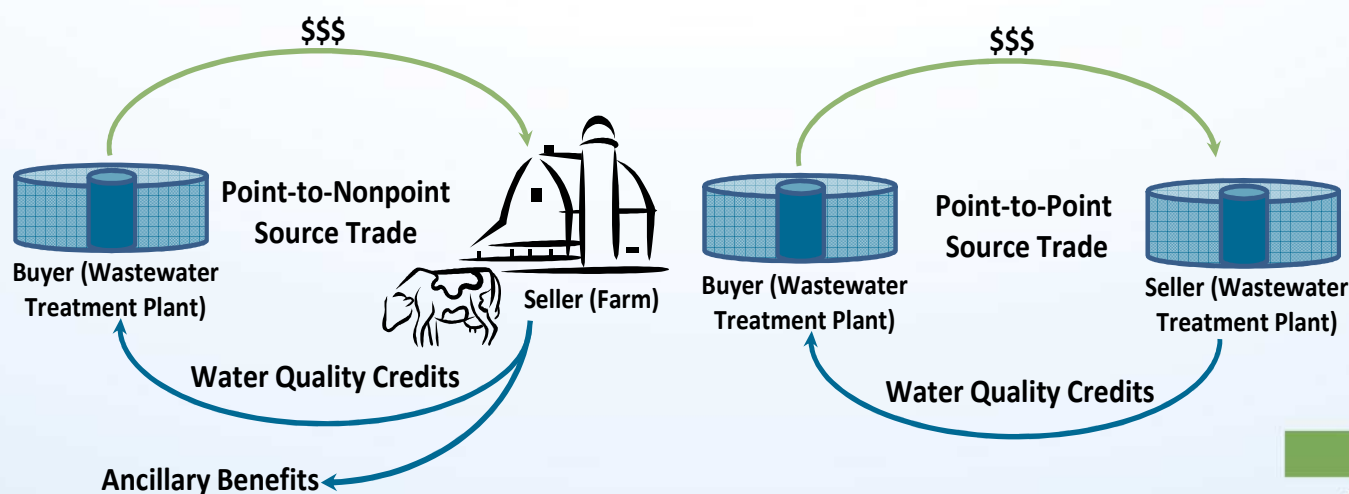 $$$
Point-to-Nonpoint
Source Trade
Buyer (Wastewater
Treatment Plant)
Seller (Farm)
Water Quality Credits
Ancillary Benefits
$$$
Point-to-Point
Source Trade
Buyer (Wastewater
Treatment Plant)
Seller (Wastewater
Treatment Plant)
Water Quality Credits